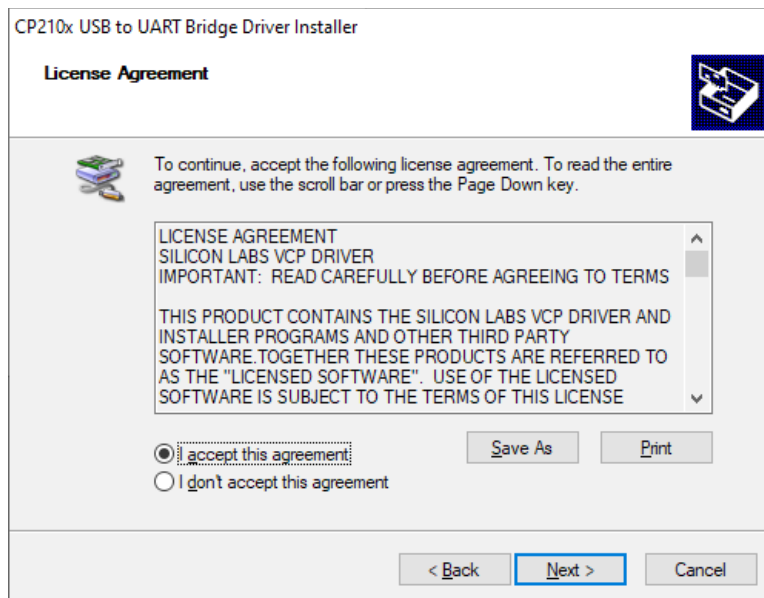 CP210x USB to UART Bridge Driver Installer
License Agreement
To continue, accept the following license agreement. To read the entire
agreement, use the scroll bar or press the Page Down key.
LICENSE AGREEMENT
SILICON LABS VCP DRIVER
IMPORTANT:  READ CAREFULLY BEFORE AGREEING TO TERMS
THIS PRODUCT CONTAINS THE SILICON LABS VCP DRIVER AND
INSTALLER PROGRAMS AND OTHER THIRD PARTY
SOFTWARE.TOGETHER THESE PRODUCTS ARE REFERRED TO
AS THE "LICENSED SOFTWARE".  USE OF THE LICENSED
SOFTWARE IS SUBJECT TO THE TERMS OF THIS LICENSE
I accept this agreement
Save As
Print
I don't accept this agreement
< Back
Next >
Cancel